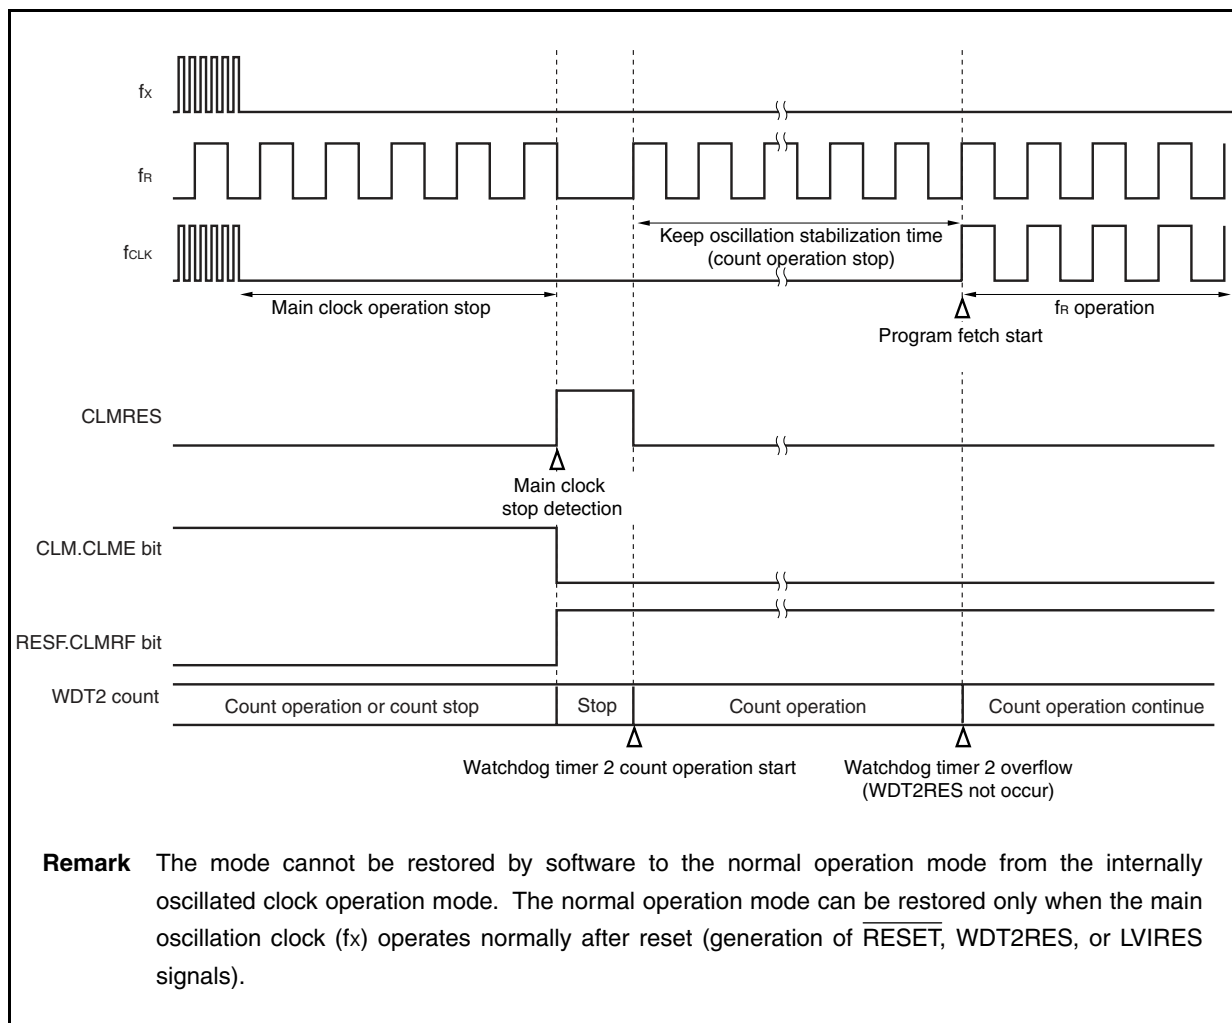 fX
fR
fCLK
Keep oscillation stabilization time
(count operation stop)
Main clock operation stop
fR operation
Program fetch start
CLMRES
Main clock
stop detection
CLM.CLME bit
RESF.CLMRF bit
WDT2 count
Count operation or count stop
Stop
Count operation
Count operation continue
Watchdog timer 2 count operation start
Watchdog timer 2 overflow
(WDT2RES not occur)
Remark The mode cannot be restored by software to the normal operation mode from the internally
oscillated clock operation mode. The normal operation mode can be restored only when the main
oscillation clock (fX) operates normally after reset (generation of RESET, WDT2RES, or LVIRES
signals).